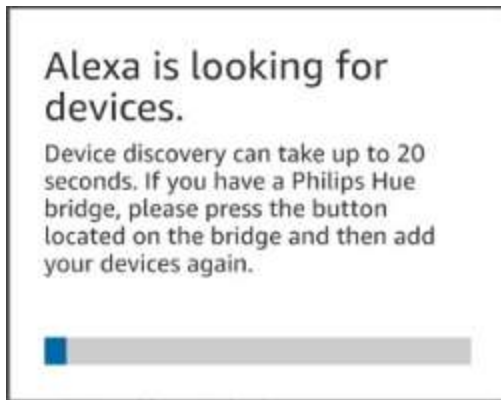 Alexa is looking for
devices.
Device discovery can take up to 20
seconds. If you have a Philips Hue
bridge, please press the button
located on the bridge and then add
your devices again.